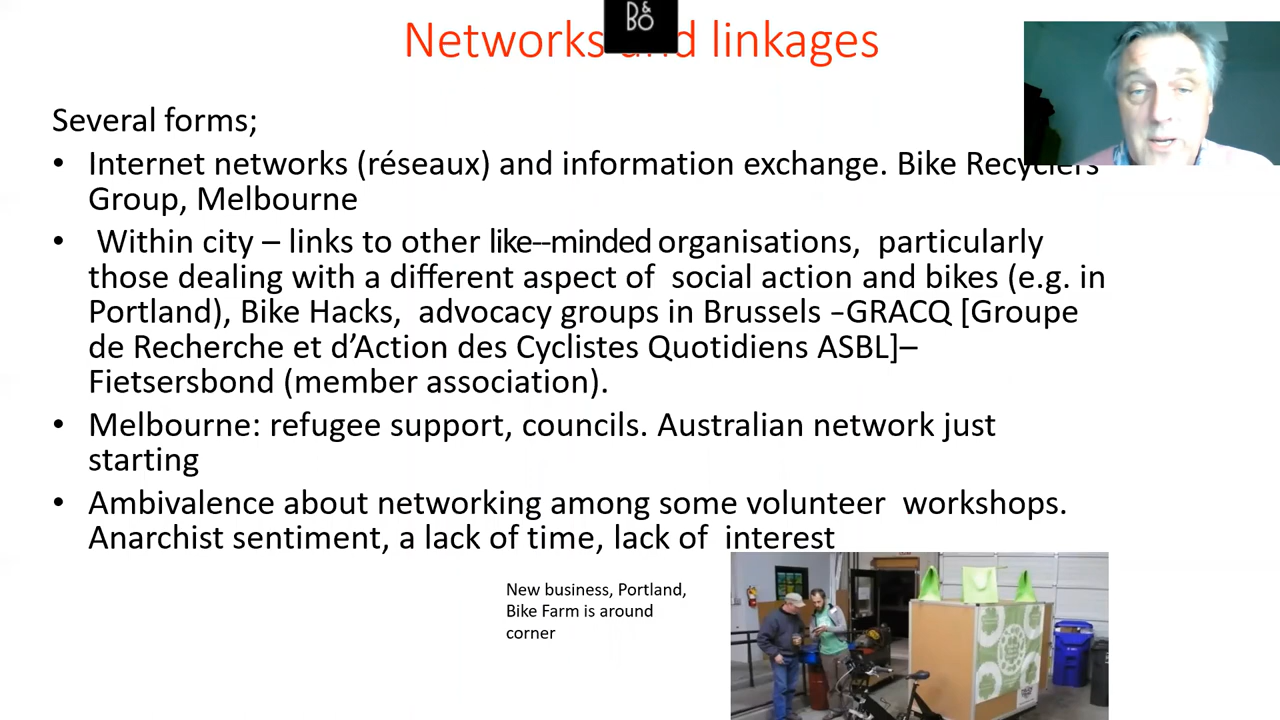 D&
BO
Networks and linkages
Several forms;
• Internet networks (réseaux) and information exchange. Bike Recyclers
Group, Melbourne
• Within city – links to other like--minded organisations, particularly
those dealing with a different aspect of social action and bikes (e.g. in
Portland), Bike Hacks, advocacy groups in Brussels –GRACQ [Groupe
de Recherche et d’Action des Cyclistes Quotidiens ASBL]–
Fietsersbond (member association).
• Melbourne: refugee support, councils. Australian network just
starting
• Ambivalence about networking among some volunteer workshops.
Anarchist sentiment, a lack of time, lack of interest
New business, Portland,
Bike Farm is around
corner